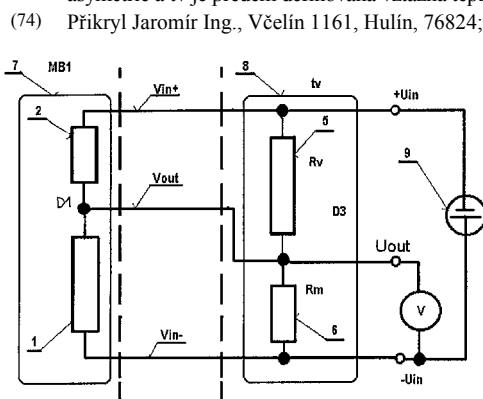 (74) Přikryl Jaromír Ing., Včelín 1161, Hulín, 76824;
7 MB1 8 tv
2 Vin+ 5 +Uin
Rv 9
D1 Vout D3
Uout
Rm V
1 Vin- 6
-Uin